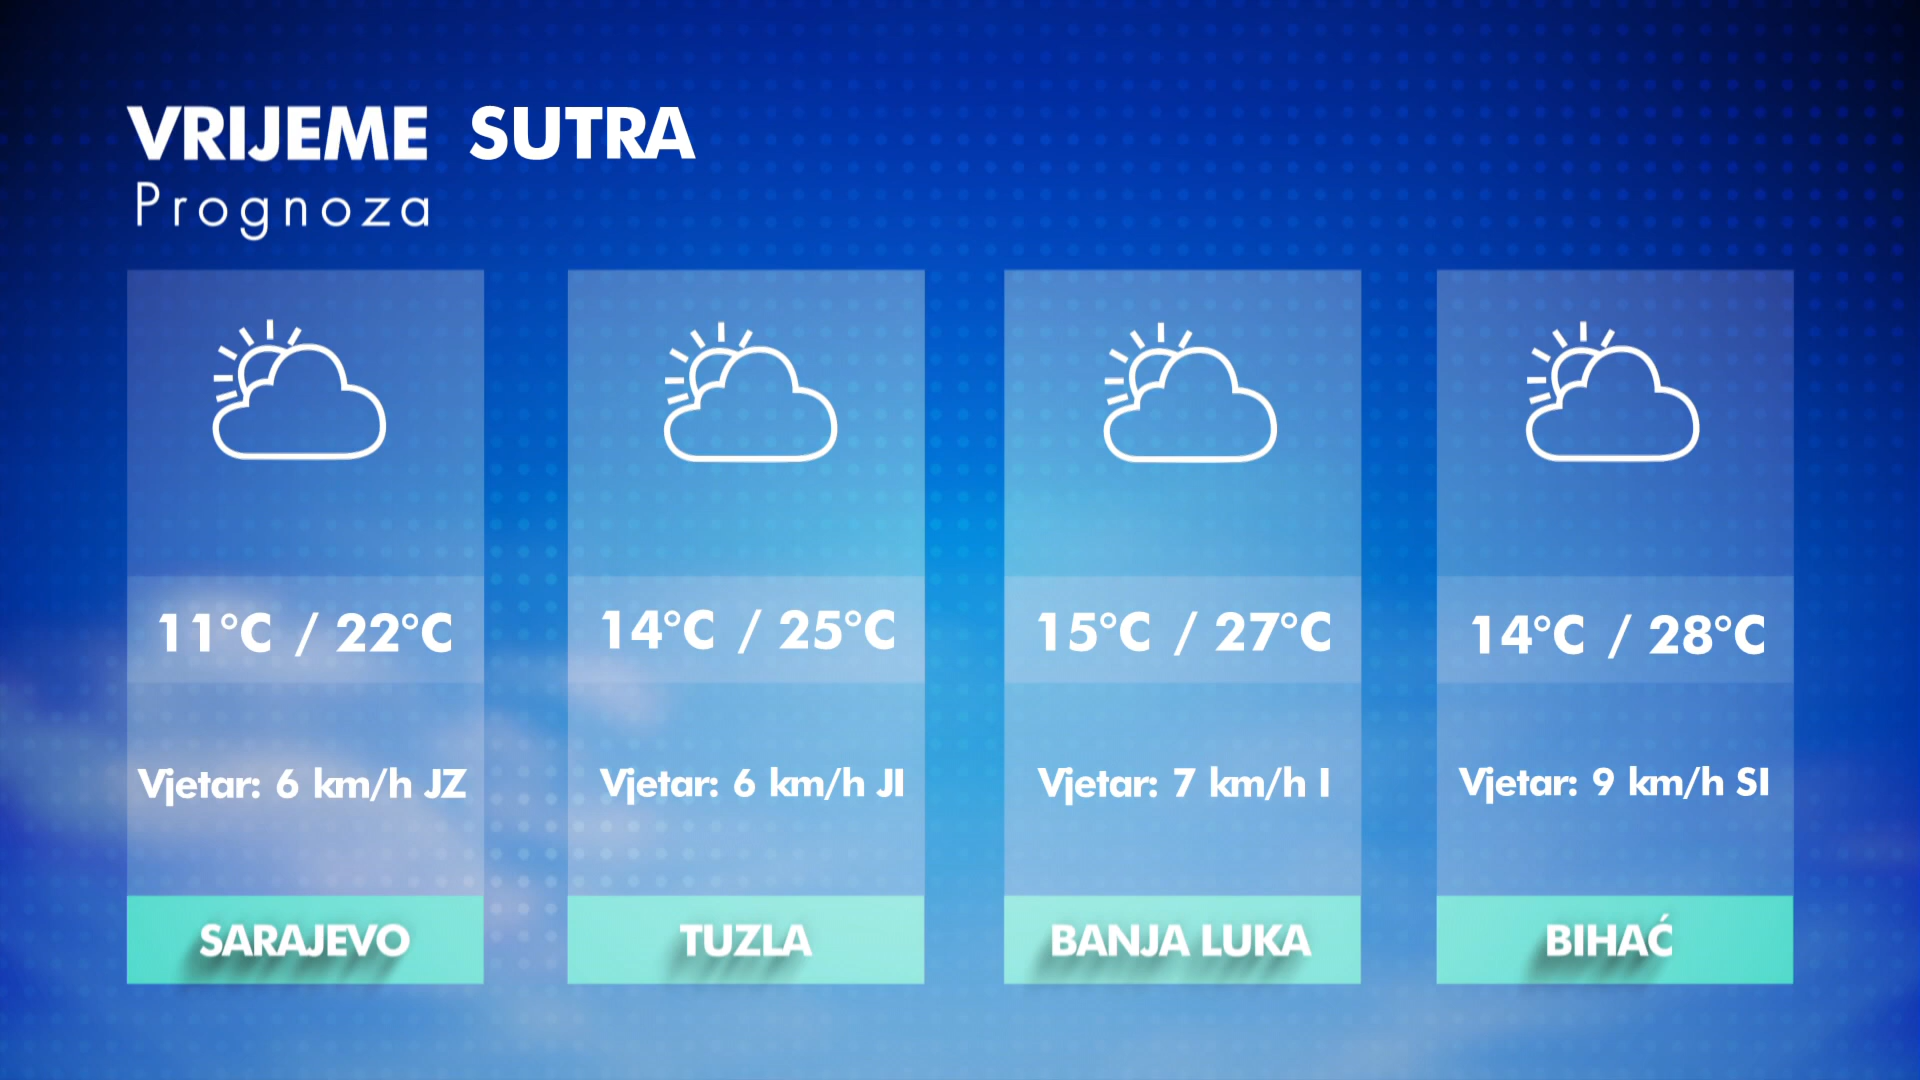 VRIJEME SUTRA
Prognoza
11°C / 22°C
Vjetar: 6 km/h JZ
SARAJEVO
14°C / 25°C
Vjetar: 6 km/h JI
TUZLA
15°C / 27°C
Vjetar: 7 km/h I
BANJA LUKA
14°C / 28°C
Vjetar: 9 km/h SI
BIHAĆ